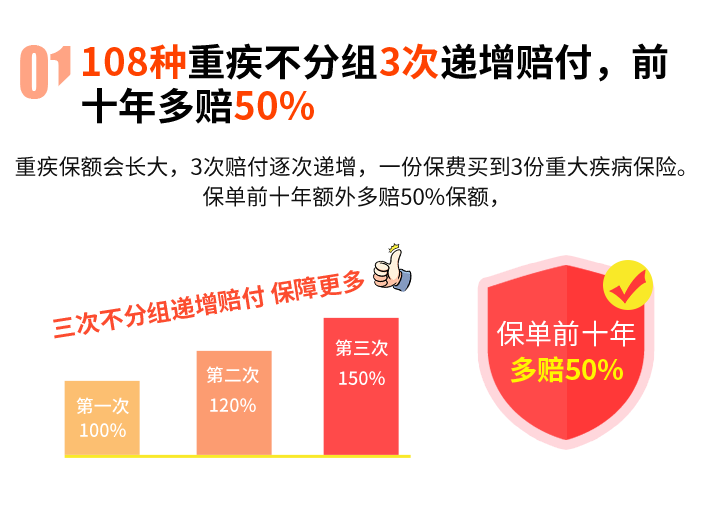 01
108种重疾不分组3次递增赔付，前
十年多赔50%
重疾保额会长大，3次赔付逐次递增，一份保费买到3份重大疾病保险。
保单前十年额外多赔50%保额，
三次不分组递增赔付 保障更多
第一次
100%
第二次
120%
第三次
150%
保单前十年
多赔50%